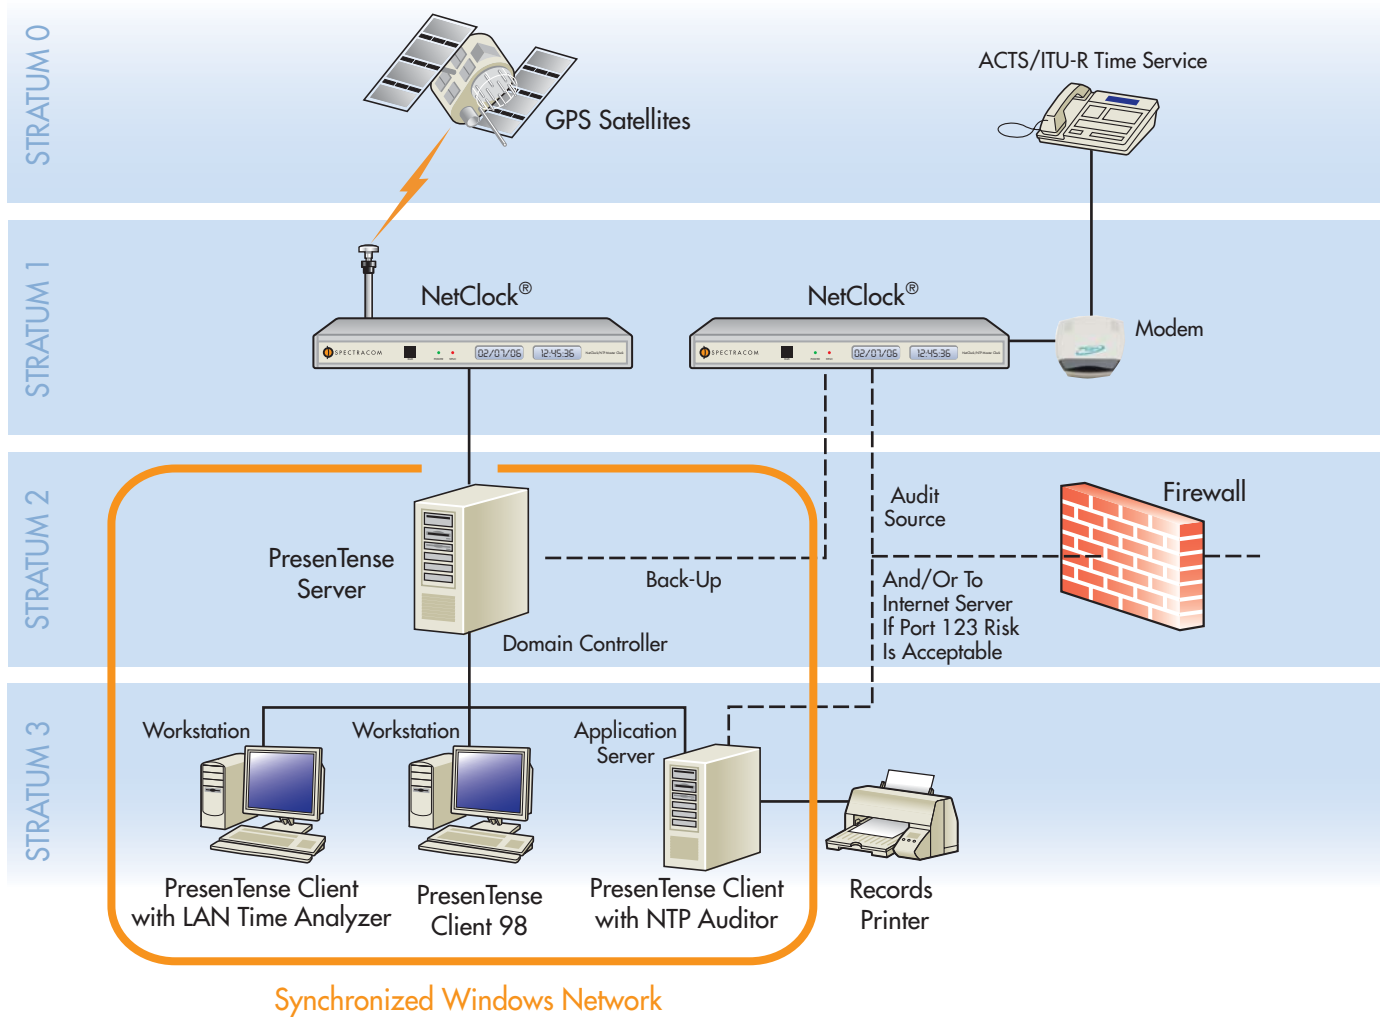 STRATUM 0
GPS Satellites
ACTS/ITU-R Time Service
STRATUM 1
NetClock®
SPECTRACOM
02/07/06
12:45:36
NetClock®
SPECTRACOM
02/07/06
12:45:36
Modem
STRATUM 2
PresenTense
Server
Domain Controller
Back-Up
Audit
Source
And/Or To
Internet Server
If Port 123 Risk
Is Acceptable
Firewall
STRATUM 3
Workstation
Workstation
Application
Server
PresenTense Client
with LAN Time Analyzer
PresenTense
Client 98
PresenTense Client
with NTP Auditor
Records
Printer
Synchronized Windows Network